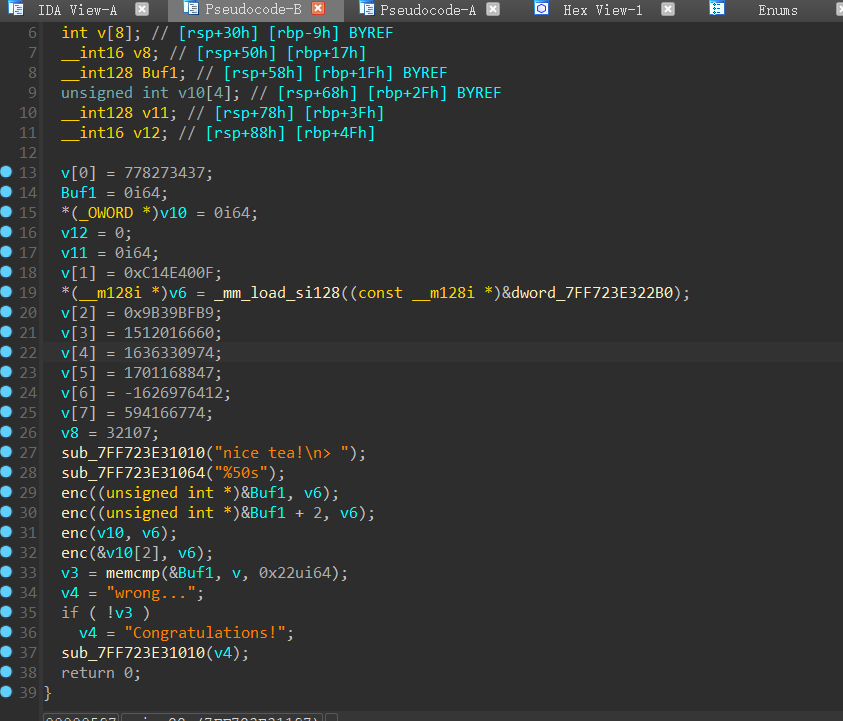 IDA View-A Pseudocode-B Pseudocode-A Hex View-1 Enums
6 int v[8]; // [rsp+30h] [rbp-9h] BYREF
7 __int16 v8; // [rsp+50h] [rbp+17h]
8 __int128 Buf1; // [rsp+58h] [rbp+1Fh] BYREF
9 unsigned int v10[4]; // [rsp+68h] [rbp+2Fh] BYREF
10 __int128 v11; // [rsp+78h] [rbp+3Fh]
11 __int16 v12; // [rsp+88h] [rbp+4Fh]
12
13 v[0] = 778273437;
14 Buf1 = 0i64;
15 *(_OWORD *)v10 = 0i64;
16 v12 = 0;
17 v11 = 0i64;
18 v[1] = 0xC14E400F;
19 *(__m128i *)v6 = _mm_load_si128((const __m128i *)&dword_7FF723E322B0);
20 v[2] = 0x9B39BFB9;
21 v[3] = 1512016660;
22 v[4] = 1636330974;
23 v[5] = 1701168847;
24 v[6] = -1626976412;
25 v[7] = 594166774;
26 v8 = 32107;
27 sub_7FF723E31010("nice tea!\n> ");
28 sub_7FF723E31064("%50s");
29 enc((unsigned int *)&Buf1, v6);
30 enc((unsigned int *)&Buf1 + 2, v6);
31 enc(v10, v6);
32 enc(&v10[2], v6);
33 v3 = memcmp(&Buf1, v, 0x22ui64);
34 v4 = "wrong...";
35 if ( !v3 )
36 v4 = "Congratulations!";
37 sub_7FF723E31010(v4);
38 return 0;
39 }